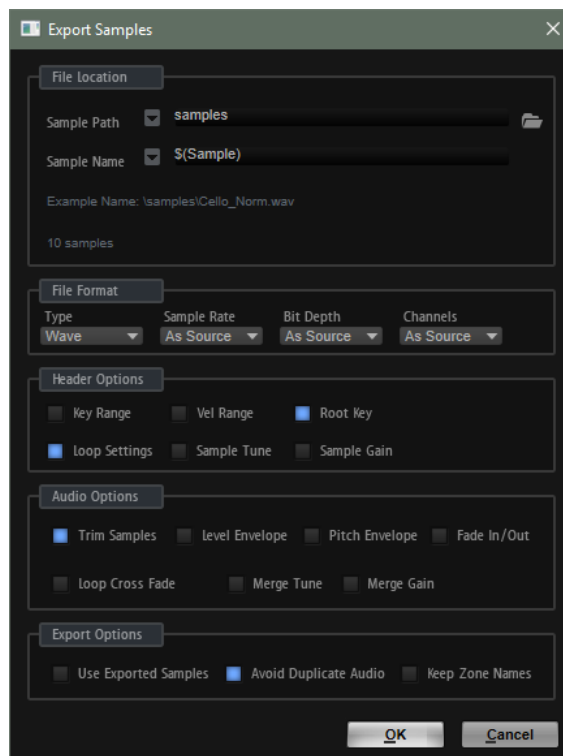 Export Samples
File Location
Sample Path samples
Sample Name $(Sample)
Example Name: \samples\Cello_Norm.wav
10 samples
File Format
Type Sample Rate Bit Depth Channels
Wave As Source As Source As Source
Header Options
Key Range Vel Range Root Key
Loop Settings Sample Tune Sample Gain
Audio Options
Trim Samples Level Envelope Pitch Envelope Fade In/Out
Loop Cross Fade Merge Tune Merge Gain
Export Options
Use Exported Samples Avoid Duplicate Audio Keep Zone Names
OK Cancel